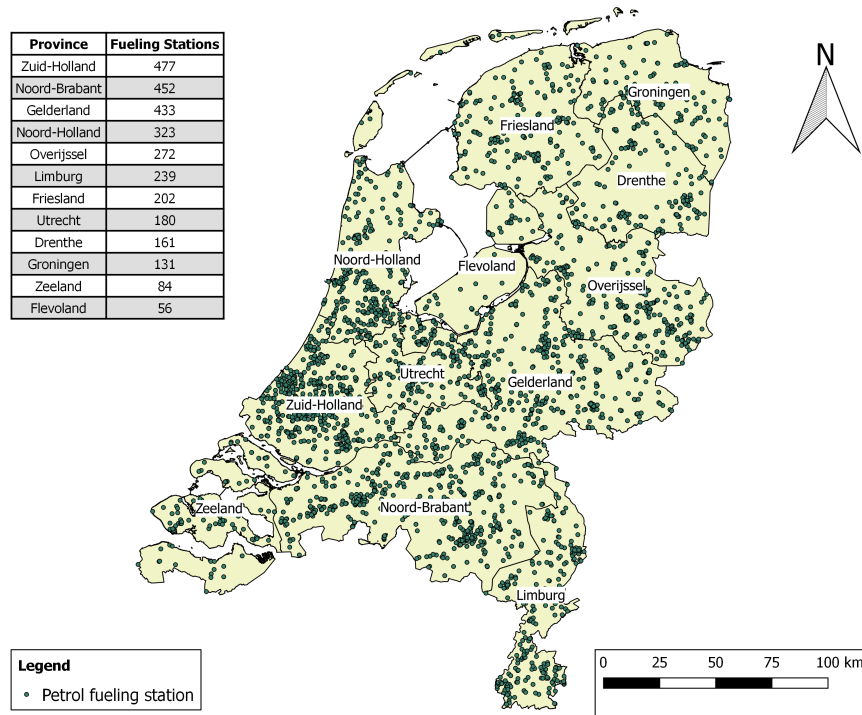 Province Fueling Stations
Zuid-Holland 477
Noord-Brabant 452
Gelderland 433
Noord-Holland 323
Overijssel 272
Limburg 239
Friesland 202
Utrecht 180
Drenthe 161
Groningen 131
Zeeland 84
Flevoland 56
N
Groningen
Friesland
Drenthe
Noord-Holland
Flevoland
Overijssel
Utrecht
Gelderland
Zuid-Holland
Zeeland
Noord-Brabant
Limburg
Legend
Petrol fueling station
0 25 50 75 100 km